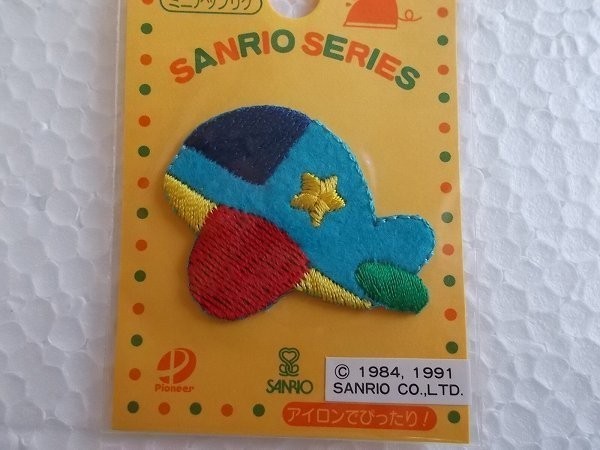 ミニアップリケ
SANRIO SERIES
Pioneer
SANRIO
© 1984, 1991
SANRIO CO.,LTD.
アイロンでぴったり!